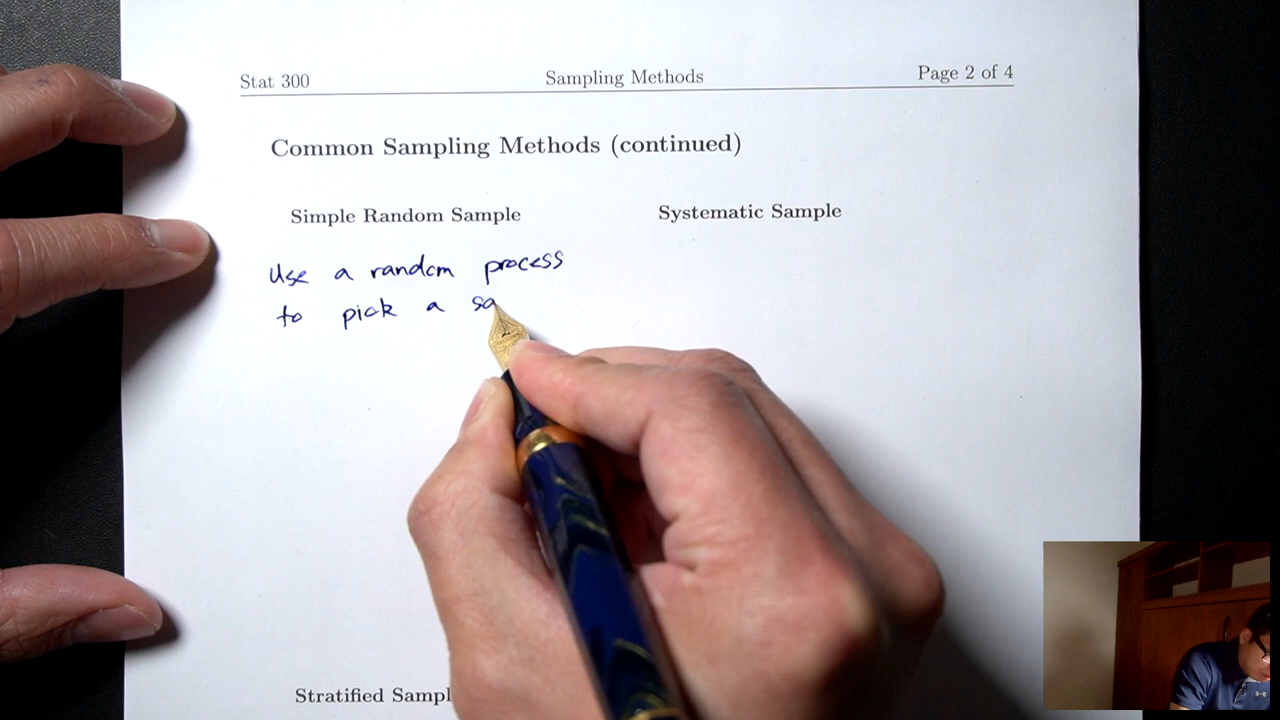 Stat 300 Sampling Methods Page 2 of 4
Common Sampling Methods (continued)
Simple Random Sample Systematic Sample
Use a random process
to pick a sa
Stratified Sampl